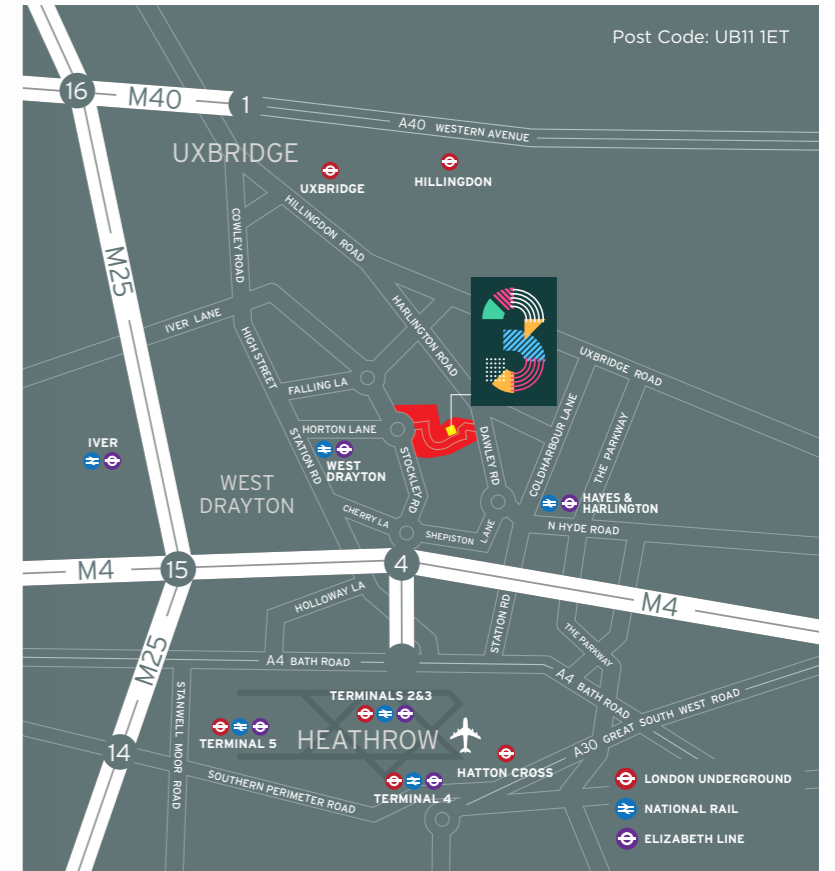 Post Code: UB11 1ET
16
M40
1
A40 WESTERN AVENUE
UXBRIDGE
UXBRIDGE
HILLINGDON
COWLEY ROAD
HILLINGDON ROAD
M25
HARLINGTON ROAD
IVER LANE
HIGH STREET
3
UXBRIDGE ROAD
FALLING LA
COLDHARBOUR LANE
THE PARKWAY
HORTON LANE
DAWLEY RD
IVER
STATION RD
WEST
DRAYTON
STOCKLEY RD
WEST
DRAYTON
HAYES &
HARLINGTON
CHERRY LA
SHEPISTON LANE
N HYDE ROAD
M4
15
4
M4
HOLLOWAY LA
STATION RD
THE PARKWAY
M25
A4 BATH ROAD
A4 BATH ROAD
STANWELL MOOR ROAD
TERMINALS 2&3
TERMINAL 5
HEATHROW
A30 GREAT SOUTH WEST ROAD
14
HATTON CROSS
SOUTHERN PERIMETER ROAD
TERMINAL 4
LONDON UNDERGROUND
NATIONAL RAIL
ELIZABETH LINE